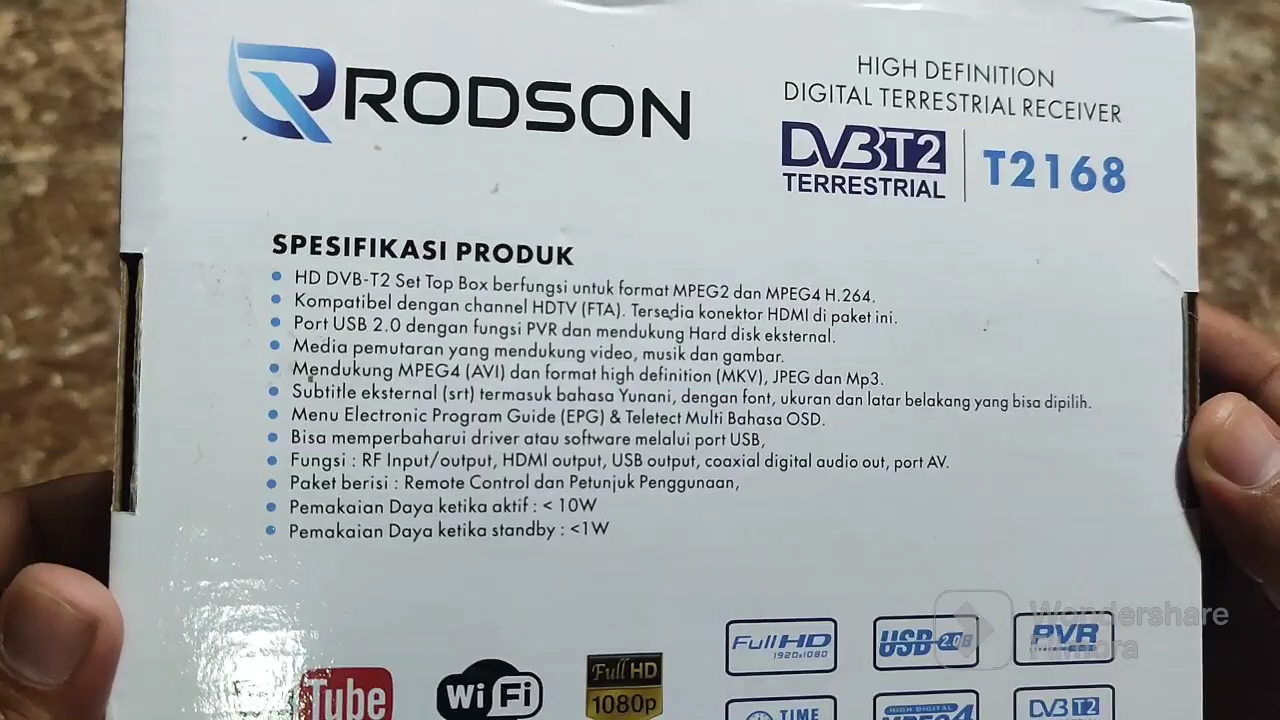 RODSON
HIGH DEFINITION
DIGITAL TERRESTRIAL RECEIVER
DVB T2
TERRESTRIAL
T2168
SPESIFIKASI PRODUK
HD DVB-T2 Set Top Box berfungsi untuk format MPEG2 dan MPEG4 H.264.
Kompatibel dengan channel HDTV (FTA). Tersedia konektor HDMI di paket ini.
Port USB 2.0 dengan fungsi PVR dan mendukung Hard disk eksternal.
Media pemutaran yang mendukung video, musik dan gambar.
Mendukung MPEG4 (AVI) dan format high definition (MKV), JPEG dan Mp3.
Subtitle eksternal (srt) termasuk bahasa Yunani, dengan font, ukuran dan latar belakang yang bisa dipilih.
Menu Electronic Program Guide (EPG) & Teletect Multi Bahasa OSD.
Bisa memperbaharui driver atau software melalui port USB,
Fungsi : RF Input/output, HDMI output, USB output, coaxial digital audio out, port AV.
Paket berisi : Remote Control dan Petunjuk Penggunaan,
Pemakaian Daya ketika aktif : < 10W
Pemakaian Daya ketika standby : <1W
Full HD
1920x1080
USB 2.0
PVR
Wondershare
Filmora
Tube
WiFi
Full HD
1080p
TIME
HIGH DIGITAL
MPEG4
DVB T2